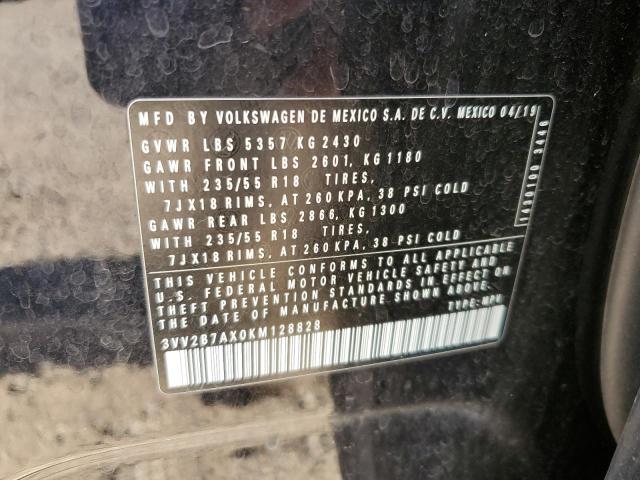 MFD BY VOLKSWAGEN DE MEXICO S.A. DE C.V. MEXICO 04/19
GVWR LBS 5357 KG 2430
GAWR FRONT LBS 2601, KG 1180
WITH 235/55 R18 TIRES,
7JX18 RIMS, AT 260 KPA, 38 PSI COLD
GAWR REAR LBS 2866, KG 1300
WITH 235/55 R18 TIRES,
7JX18 RIMS, AT 260 KPA, 38 PSI COLD
THIS VEHICLE CONFORMS TO ALL APPLICABLE
U.S. FEDERAL MOTOR VEHICLE SAFETY AND
THEFT PREVENTION STANDARDS IN EFFECT ON
THE DATE OF MANUFACTURE SHOWN ABOVE.
3VV2B7AX0KM128828
TYPE: MPV
3446